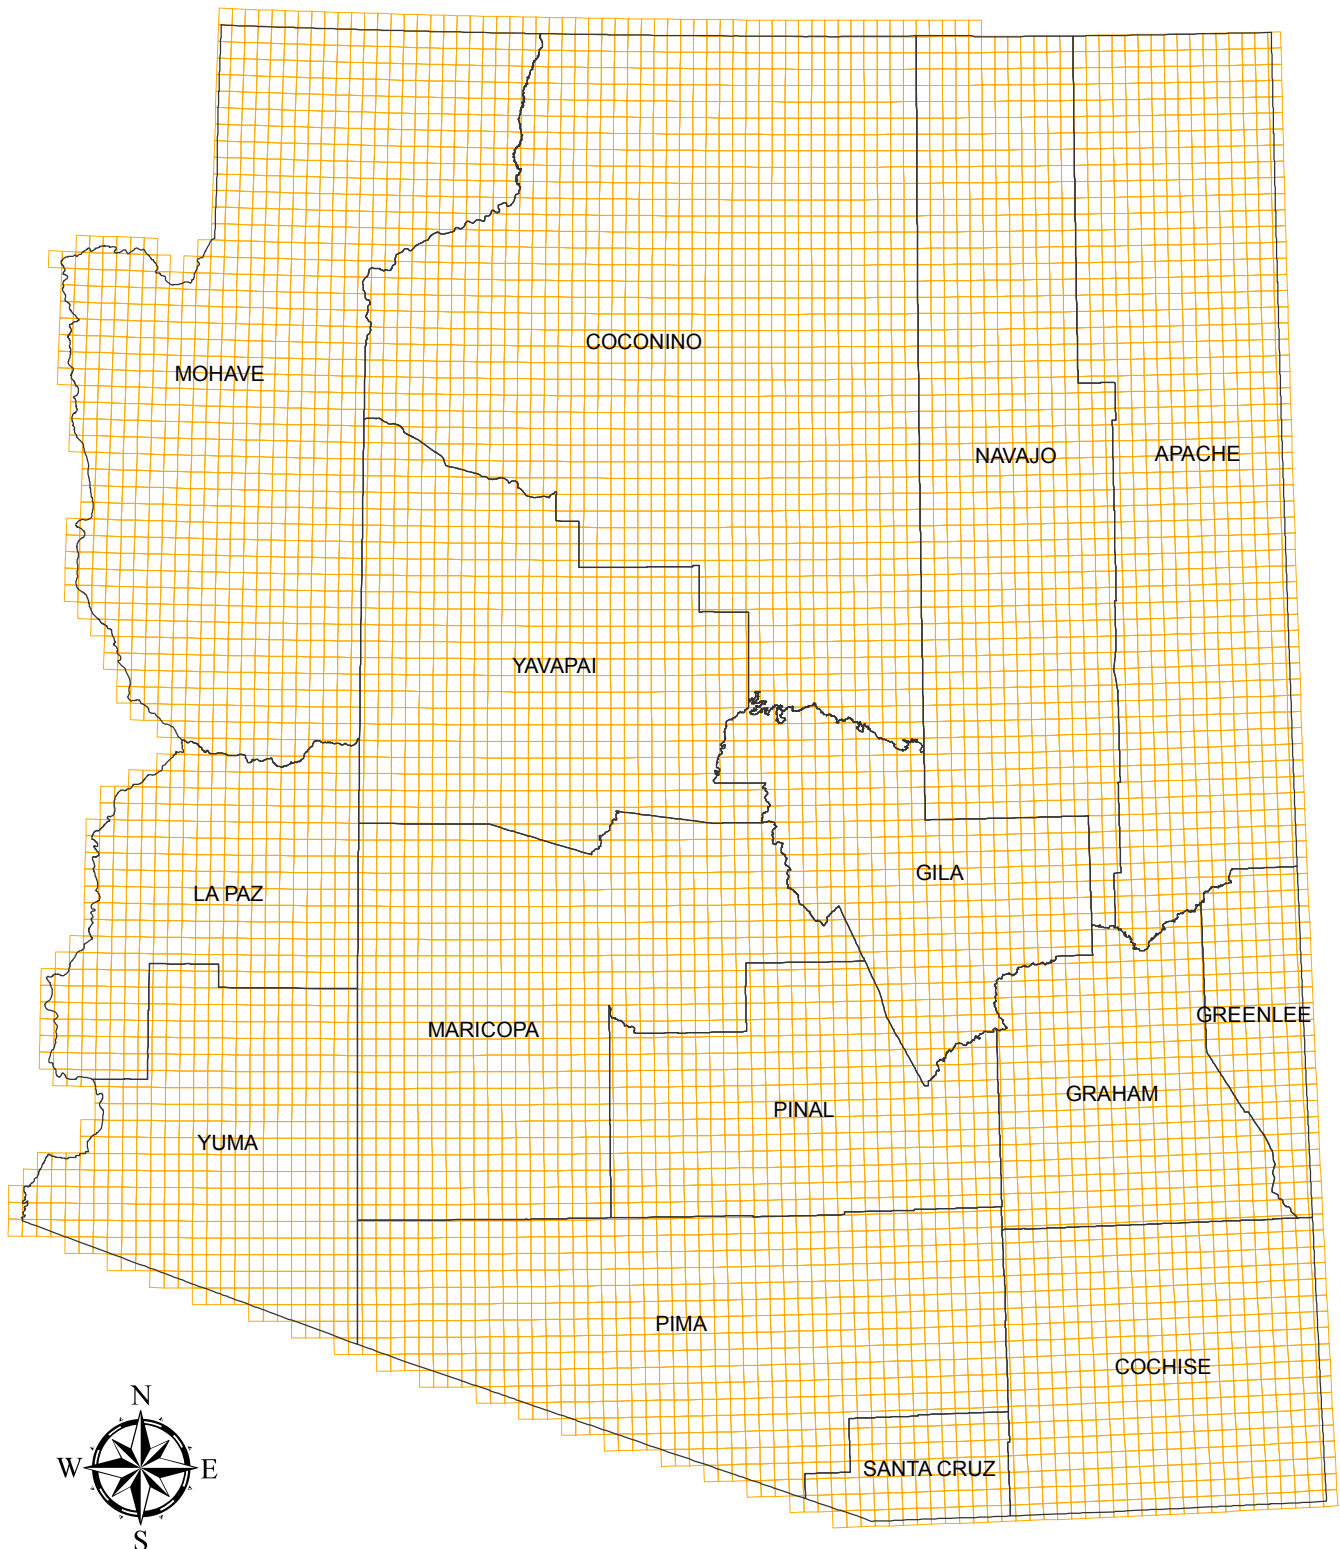 COCONINO
MOHAVE
NAVAJO
APACHE
YAVAPAI
GILA
LA PAZ
GREENLEE
MARICOPA
GRAHAM
PINAL
YUMA
PIMA
COCHISE
SANTA CRUZ
N
W
E
S